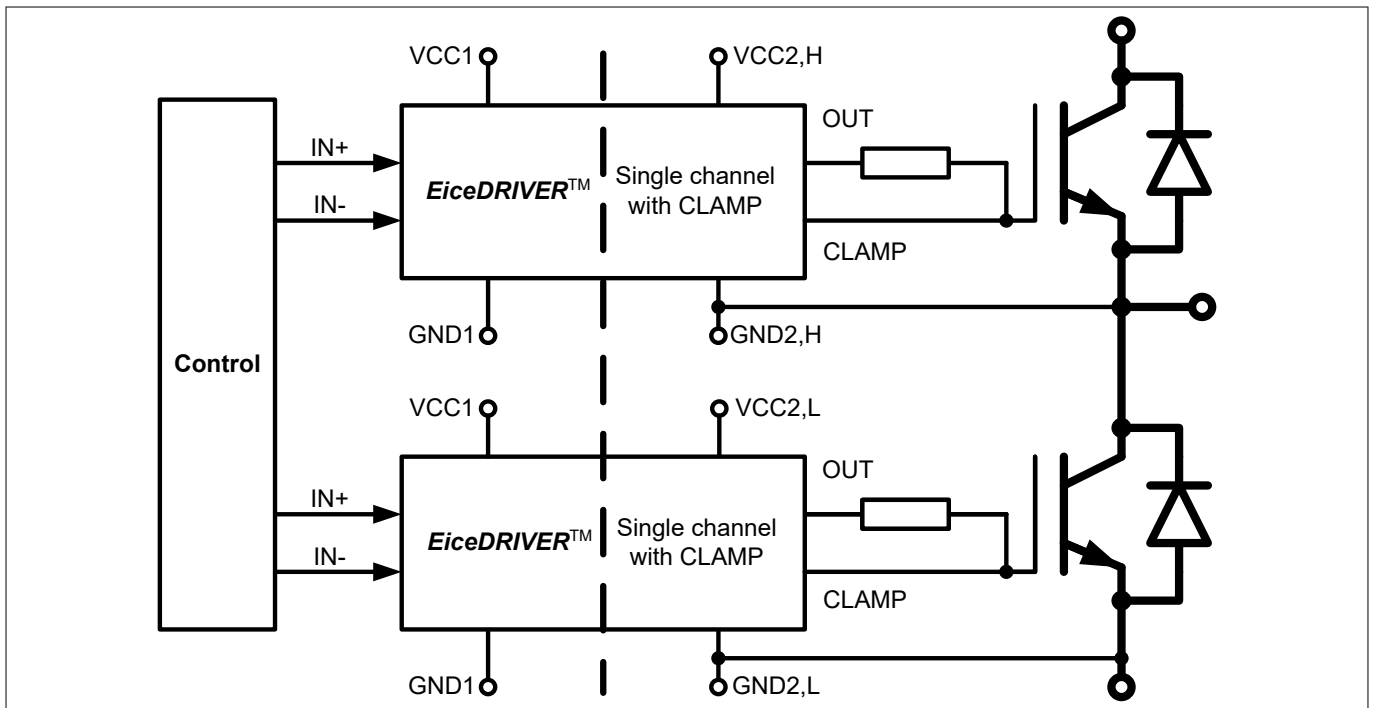 VCC1
VCC2,H
OUT
IN+
IN-
EiceDRIVER™
Single channel
with CLAMP
CLAMP
GND1
GND2,H
Control
VCC1
VCC2,L
OUT
IN+
IN-
EiceDRIVER™
Single channel
with CLAMP
CLAMP
GND1
GND2,L